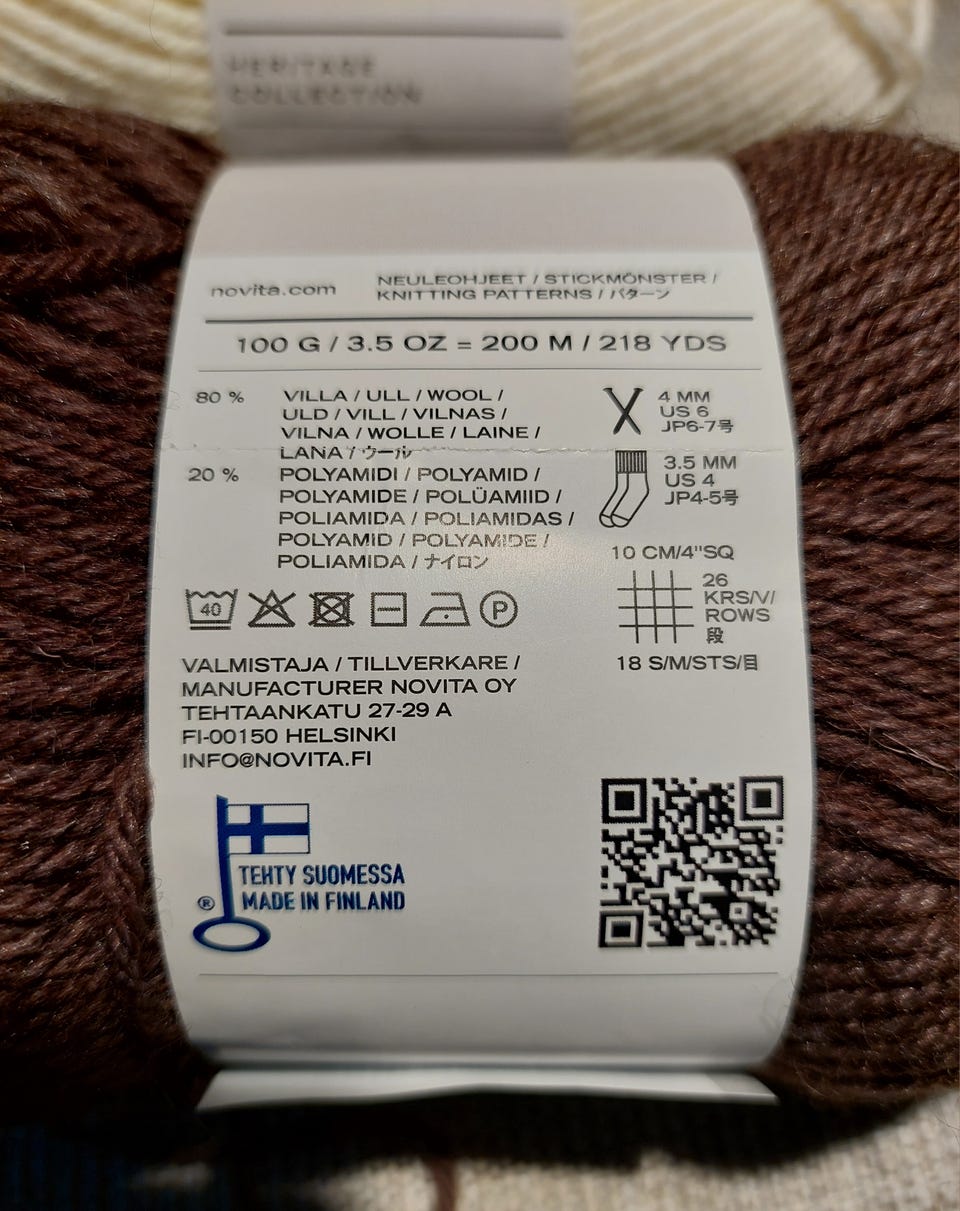 HERITAGE
COLLECTION
novita.com
NEULEOHJEET / STICKMÖNSTER /
KNITTING PATTERNS / パターン
100 G / 3.5 OZ = 200 M / 218 YDS
80 % VILLA / ULL / WOOL /
ULD / VILL / VILNAS /
VILNA / WOLLE / LAINE /
LANA / ウール
20 % POLYAMIDI / POLYAMID /
POLYAMIDE / POLÜAMIID /
POLIAMIDA / POLIAMIDAS /
POLYAMID / POLYAMIDE /
POLIAMIDA / ナイロン
4 MM
US 6
JP6-7号
3.5 MM
US 4
JP4-5号
10 CM/4"SQ
26
KRS/V/
ROWS
段
18 S/M/STS/目
40
P
VALMISTAJA / TILLVERKARE /
MANUFACTURER NOVITA OY
TEHTAANKATU 27-29 A
FI-00150 HELSINKI
INFO@NOVITA.FI
TEHTY SUOMESSA
® MADE IN FINLAND